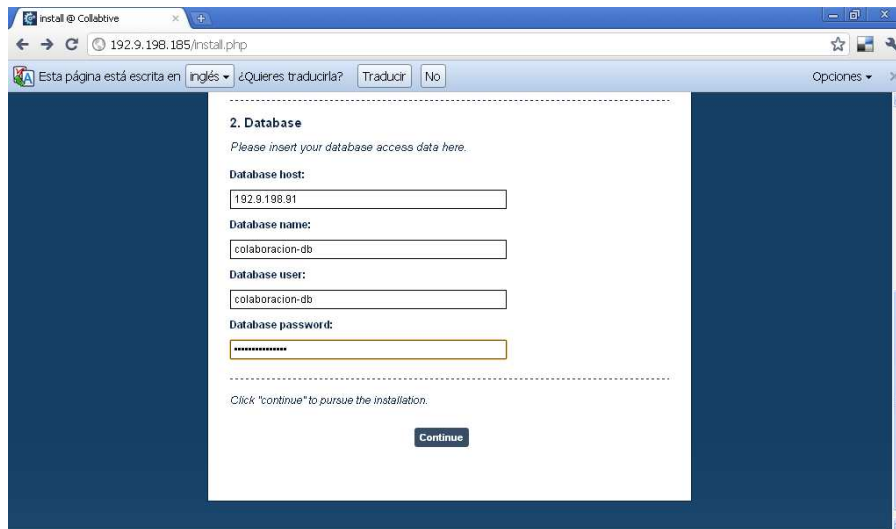 install @ Collabtive
192.9.198.185/install.php
Esta página está escrita en inglés ¿Quieres traducirla? Traducir No Opciones
2. Database
Please insert your database access data here.
Database host:
192.9.198.91
Database name:
colaboracion-db
Database user:
colaboracion-db
Database password:
•••••••••••••••
Click "continue" to pursue the installation.
Continue